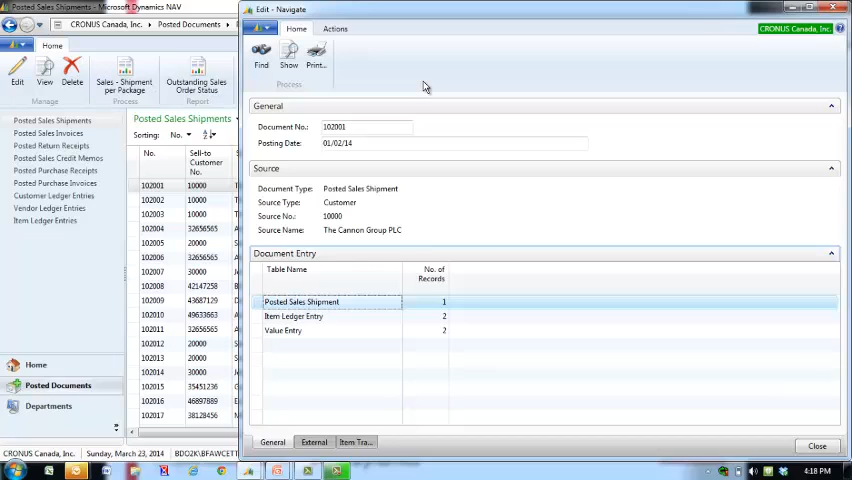 Posted Sales Shipments - Microsoft Dynamics NAV
Edit - Navigate
CRONUS Canada, Inc.
Posted Documents
Home
Actions
CRONUS Canada, Inc.
Home
Edit
View
Delete
Sales - Shipment
per Package
Outstanding Sales
Order Status
Manage
Process
Report
Find
Show
Print...
Process
Posted Sales Shipments
Posted Sales Invoices
Posted Return Receipts
Posted Sales Credit Memos
Posted Purchase Receipts
Posted Purchase Invoices
Customer Ledger Entries
Vendor Ledger Entries
Item Ledger Entries
Home
Posted Documents
Departments
Posted Sales Shipments
Sorting: No.
No. Sell-to
Customer
No.
102001 10000
102002 10000
102003 10000
102004 32656565
102005 20000
102006 32656565
102007 30000
102008 42147258
102009 43687129
102010 49633663
102011 32656565
102012 20000
102013 20000
102014 30000
102015 35451236
102016 46897889
102017 38128456
General
Document No.: 102001
Posting Date: 01/02/14
Source
Document Type: Posted Sales Shipment
Source Type: Customer
Source No.: 10000
Source Name: The Cannon Group PLC
Document Entry
Table Name No. of
Records
Posted Sales Shipment 1
Item Ledger Entry 2
Value Entry 2
General External Item Tra...
Close
CRONUS Canada, Inc. Sunday, March 23, 2014 BDO2K\BFAWCETT
4:18 PM